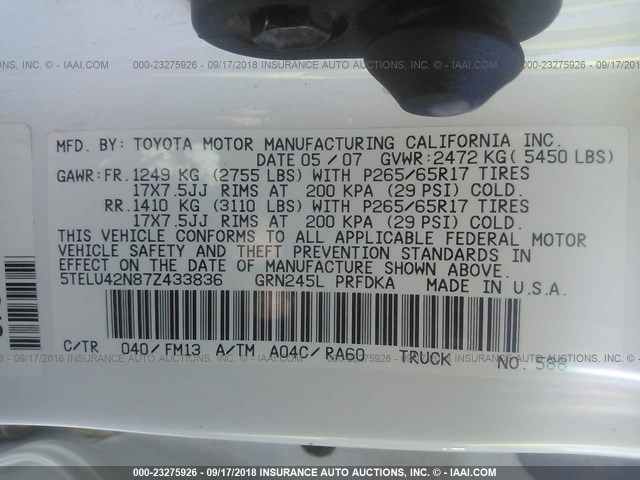 000-23275926 - 09/17/2018 INSURANCE AUTO AUCTIONS, INC. - © IAAI.COM
MFD. BY: TOYOTA MOTOR MANUFACTURING CALIFORNIA INC.
DATE 05 / 07 GVWR:2472 KG( 5450 LBS)
GAWR:FR.1249 KG (2755 LBS) WITH P265/65R17 TIRES
17X7.5JJ RIMS AT 200 KPA (29 PSI) COLD.
RR.1410 KG (3110 LBS) WITH P265/65R17 TIRES
17X7.5JJ RIMS AT 200 KPA (29 PSI) COLD.
THIS VEHICLE CONFORMS TO ALL APPLICABLE FEDERAL MOTOR
VEHICLE SAFETY AND THEFT PREVENTION STANDARDS IN
EFFECT ON THE DATE OF MANUFACTURE SHOWN ABOVE.
5TELU42N87Z433836 GRN245L PRFDKA MADE IN U.S.A.
C/TR 040/FM13 A/TM A04C/RA60 TRUCK NO. 588
000-23275926 - 09/17/2018 INSURANCE AUTO AUCTIONS, INC. - © IAAI.COM
000-23275926 - 09/17/2018 INSURANCE AUTO AUCTIONS, INC. - © IAAI.COM